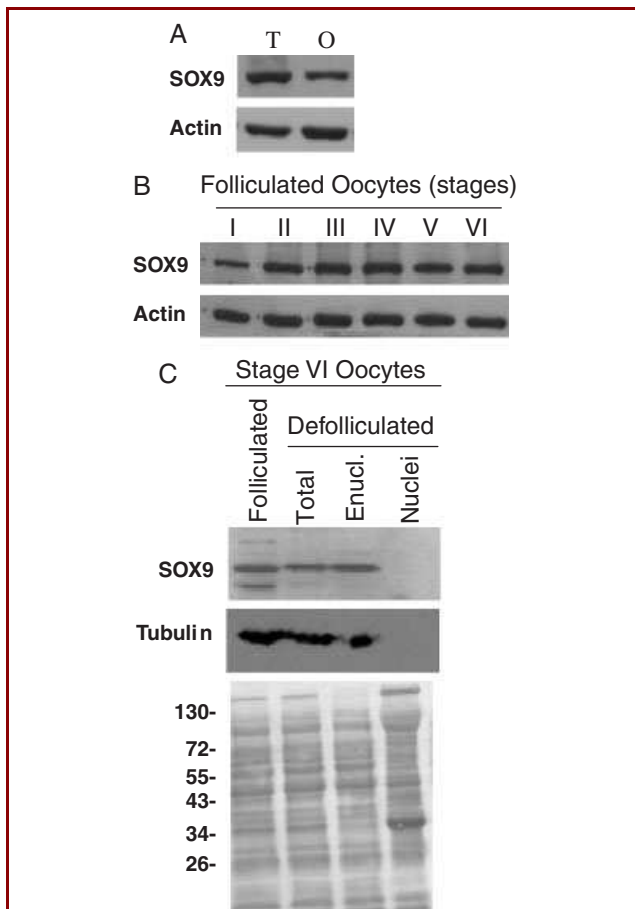 A
T O
SOX9
Actin
B
Folliculated Oocytes (stages)
I II III IV V VI
SOX9
Actin
C
Stage VI Oocytes
Defolliculated
Folliculated Total Enucl. Nuclei
SOX9
Tubulin
130-
72-
55-
43-
34-
26-